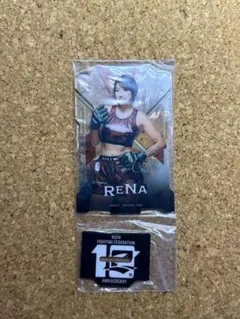 RENA
RIZIN
FIGHTING FEDERATION
10
ANNIVERSARY